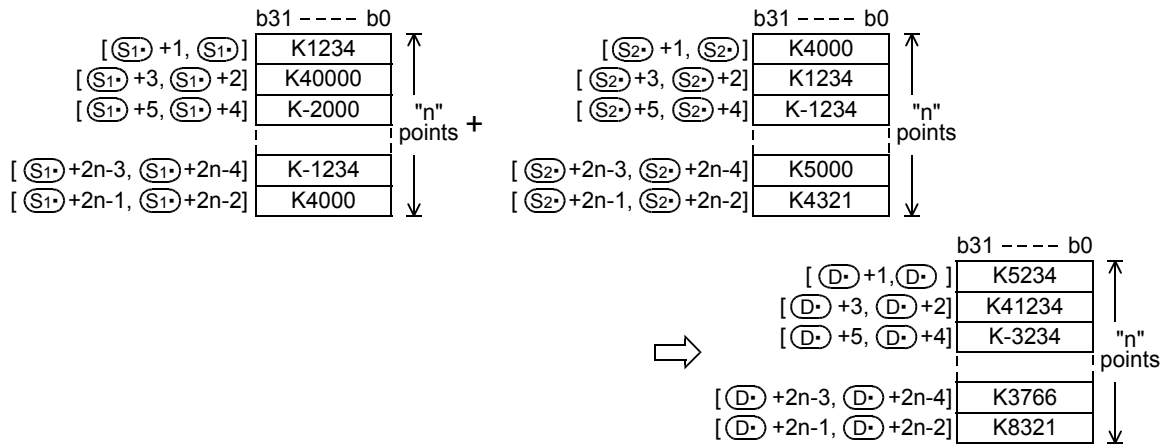 b31 ---- b0
[(S1·) +1, (S1·)] K1234
[(S1·) +3, (S1·) +2] K40000
[(S1·) +5, (S1·) +4] K-2000
"n" points
[(S1·) +2n-3, (S1·) +2n-4] K-1234
[(S1·) +2n-1, (S1·) +2n-2] K4000
+
b31 ---- b0
[(S2·) +1, (S2·)] K4000
[(S2·) +3, (S2·) +2] K1234
[(S2·) +5, (S2·) +4] K-1234
"n" points
[(S2·) +2n-3, (S2·) +2n-4] K5000
[(S2·) +2n-1, (S2·) +2n-2] K4321
b31 ---- b0
[(D·) +1,(D·) ] K5234
[(D·) +3, (D·) +2] K41234
[(D·) +5, (D·) +4] K-3234
"n" points
[(D·) +2n-3, (D·) +2n-4] K3766
[(D·) +2n-1, (D·) +2n-2] K8321